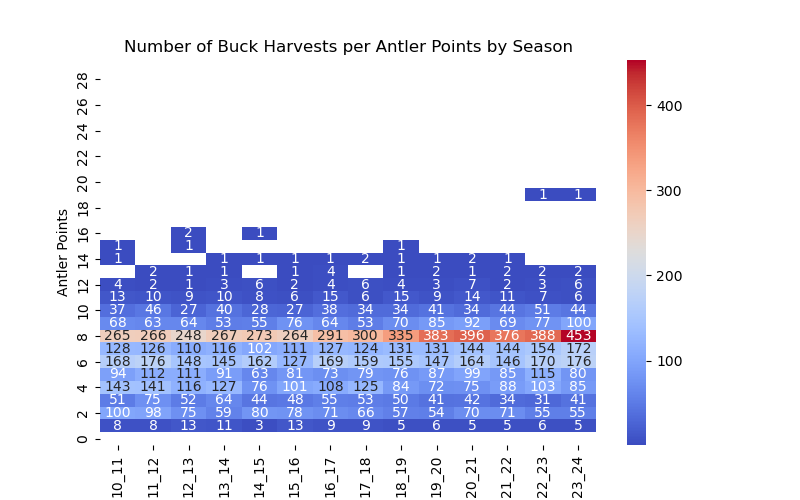 Number of Buck Harvests per Antler Points by Season
Antler Points
28
26
24
22
20
1 1
18
16 2 1
1 1 1
14 1 1 1 1 1 2 1 1 2 1
2 1 1 1 4 1 2 1 2 2 2
12 4 2 1 3 6 2 4 6 4 3 7 2 3 6
13 10 9 10 8 6 15 6 15 9 14 11 7 6
10 37 46 27 40 28 27 38 34 34 41 34 44 51 44
68 63 64 53 55 76 64 53 70 85 92 69 77 100
8 265 266 248 267 273 264 291 300 335 383 396 376 388 453
128 126 110 116 102 111 127 124 131 131 144 144 154 172
6 168 176 148 145 162 127 169 159 155 147 164 146 170 176
94 112 111 91 63 81 73 79 76 87 99 85 115 80
4 143 141 116 127 76 101 108 125 84 72 75 88 103 85
51 75 52 64 44 48 55 53 50 41 42 34 31 41
2 100 98 75 59 80 78 71 66 57 54 70 71 55 55
8 8 13 11 3 13 9 9 5 6 5 5 6 5
0
10_11 11_12 12_13 13_14 14_15 15_16 16_17 17_18 18_19 19_20 20_21 21_22 22_23 23_24
400
300
200
100